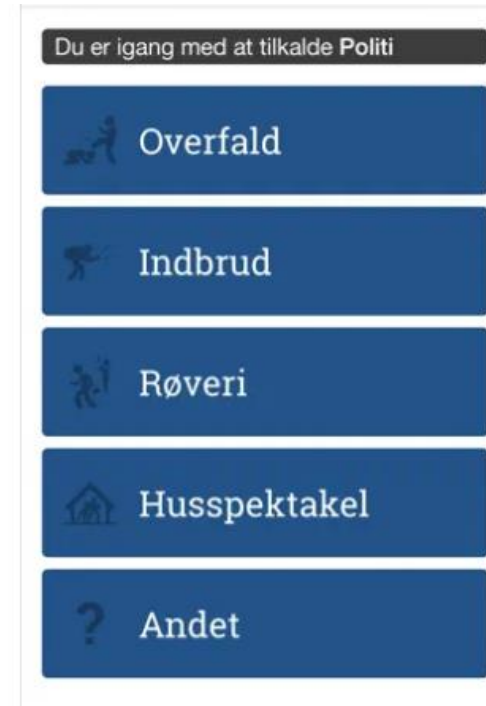 Du er igang med at tilkalde Politi
Overfald
Indbrud
Røveri
Husspektakel
? Andet